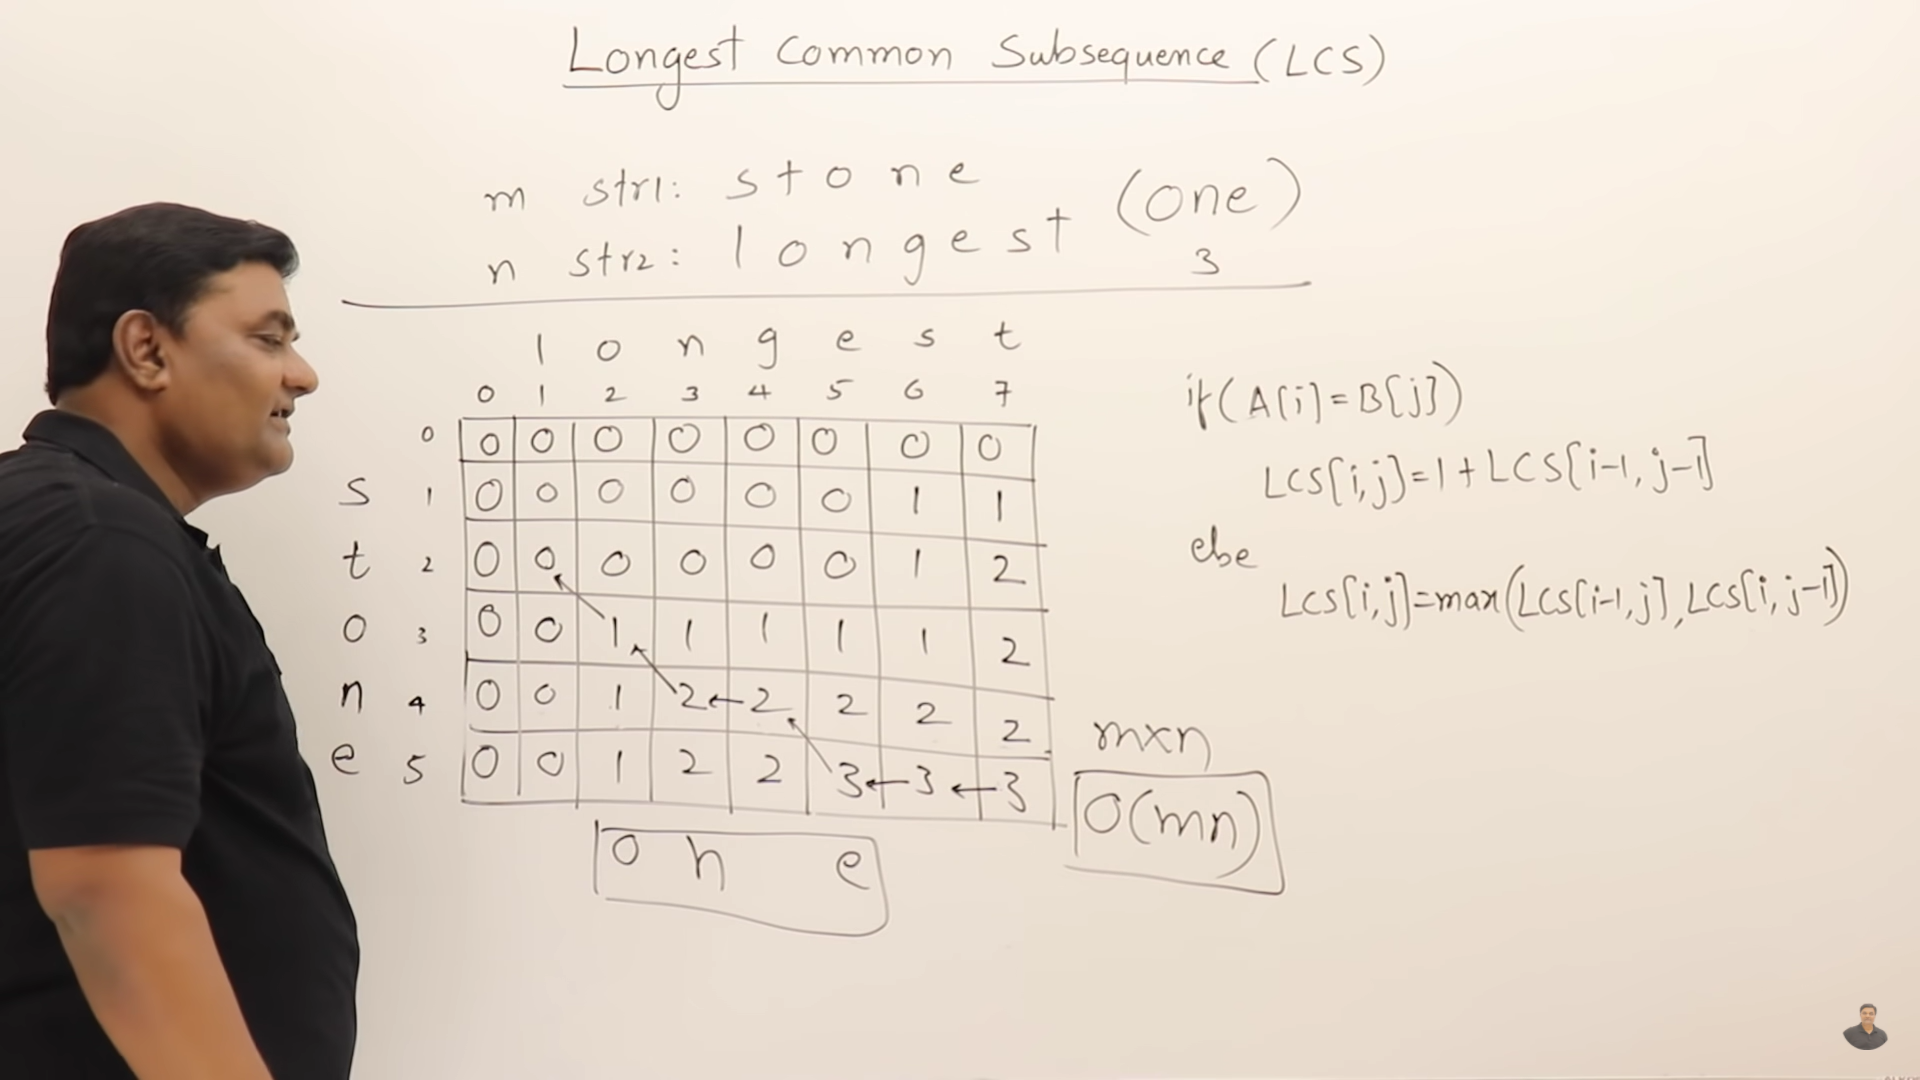 Longest Common Subsequence (LCS)
m str1: s t o n e (one)
n str2: l o n g e s t 3
l o n g e s t
0 1 2 3 4 5 6 7
0 0 0 0 0 0 0 0 0
s 1 0 0 0 0 0 0 1 1
t 2 0 0 0 0 0 0 1 2
o 3 0 0 1 1 1 1 1 2
n 4 0 0 1 2 ← 2 2 2 2
e 5 0 0 1 2 2 3 ← 3 ← 3
o n e
if(A[i]=B[j])
LCS[i,j]=1+LCS[i-1, j-1]
else
LCS[i,j]=max(LCS[i-1,j], LCS[i, j-1])
m×n
O(mn)